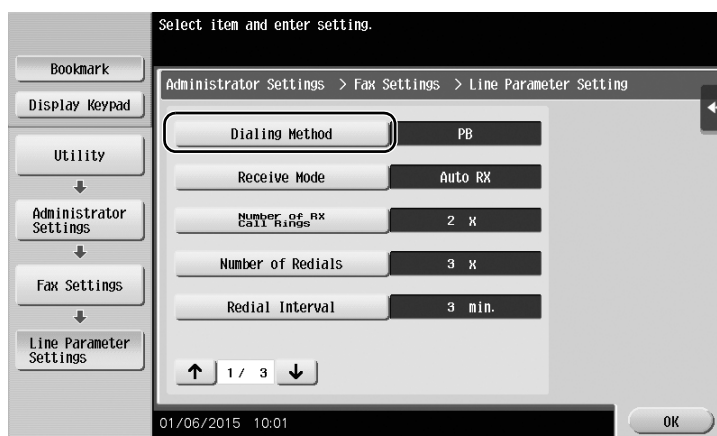 Select item and enter setting.
Bookmark
Display Keypad
Utility
Administrator
Settings
Fax Settings
Line Parameter
Settings
Administrator Settings > Fax Settings > Line Parameter Setting
Dialing Method PB
Receive Mode Auto RX
Number of RX
Call Rings 2 X
Number of Redials 3 X
Redial Interval 3 min.
1/ 3
01/06/2015 10:01
OK